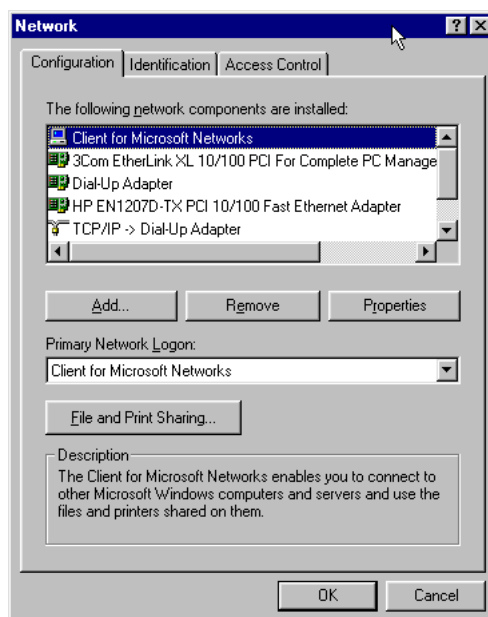 Network
Configuration Identification Access Control
The following network components are installed:
Client for Microsoft Networks
3Com EtherLink XL 10/100 PCI For Complete PC Manage
Dial-Up Adapter
HP EN1207D-TX PCI 10/100 Fast Ethernet Adapter
TCP/IP -> Dial-Up Adapter
Add... Remove Properties
Primary Network Logon:
Client for Microsoft Networks
File and Print Sharing...
Description
The Client for Microsoft Networks enables you to connect to
other Microsoft Windows computers and servers and use the
files and printers shared on them.
OK Cancel